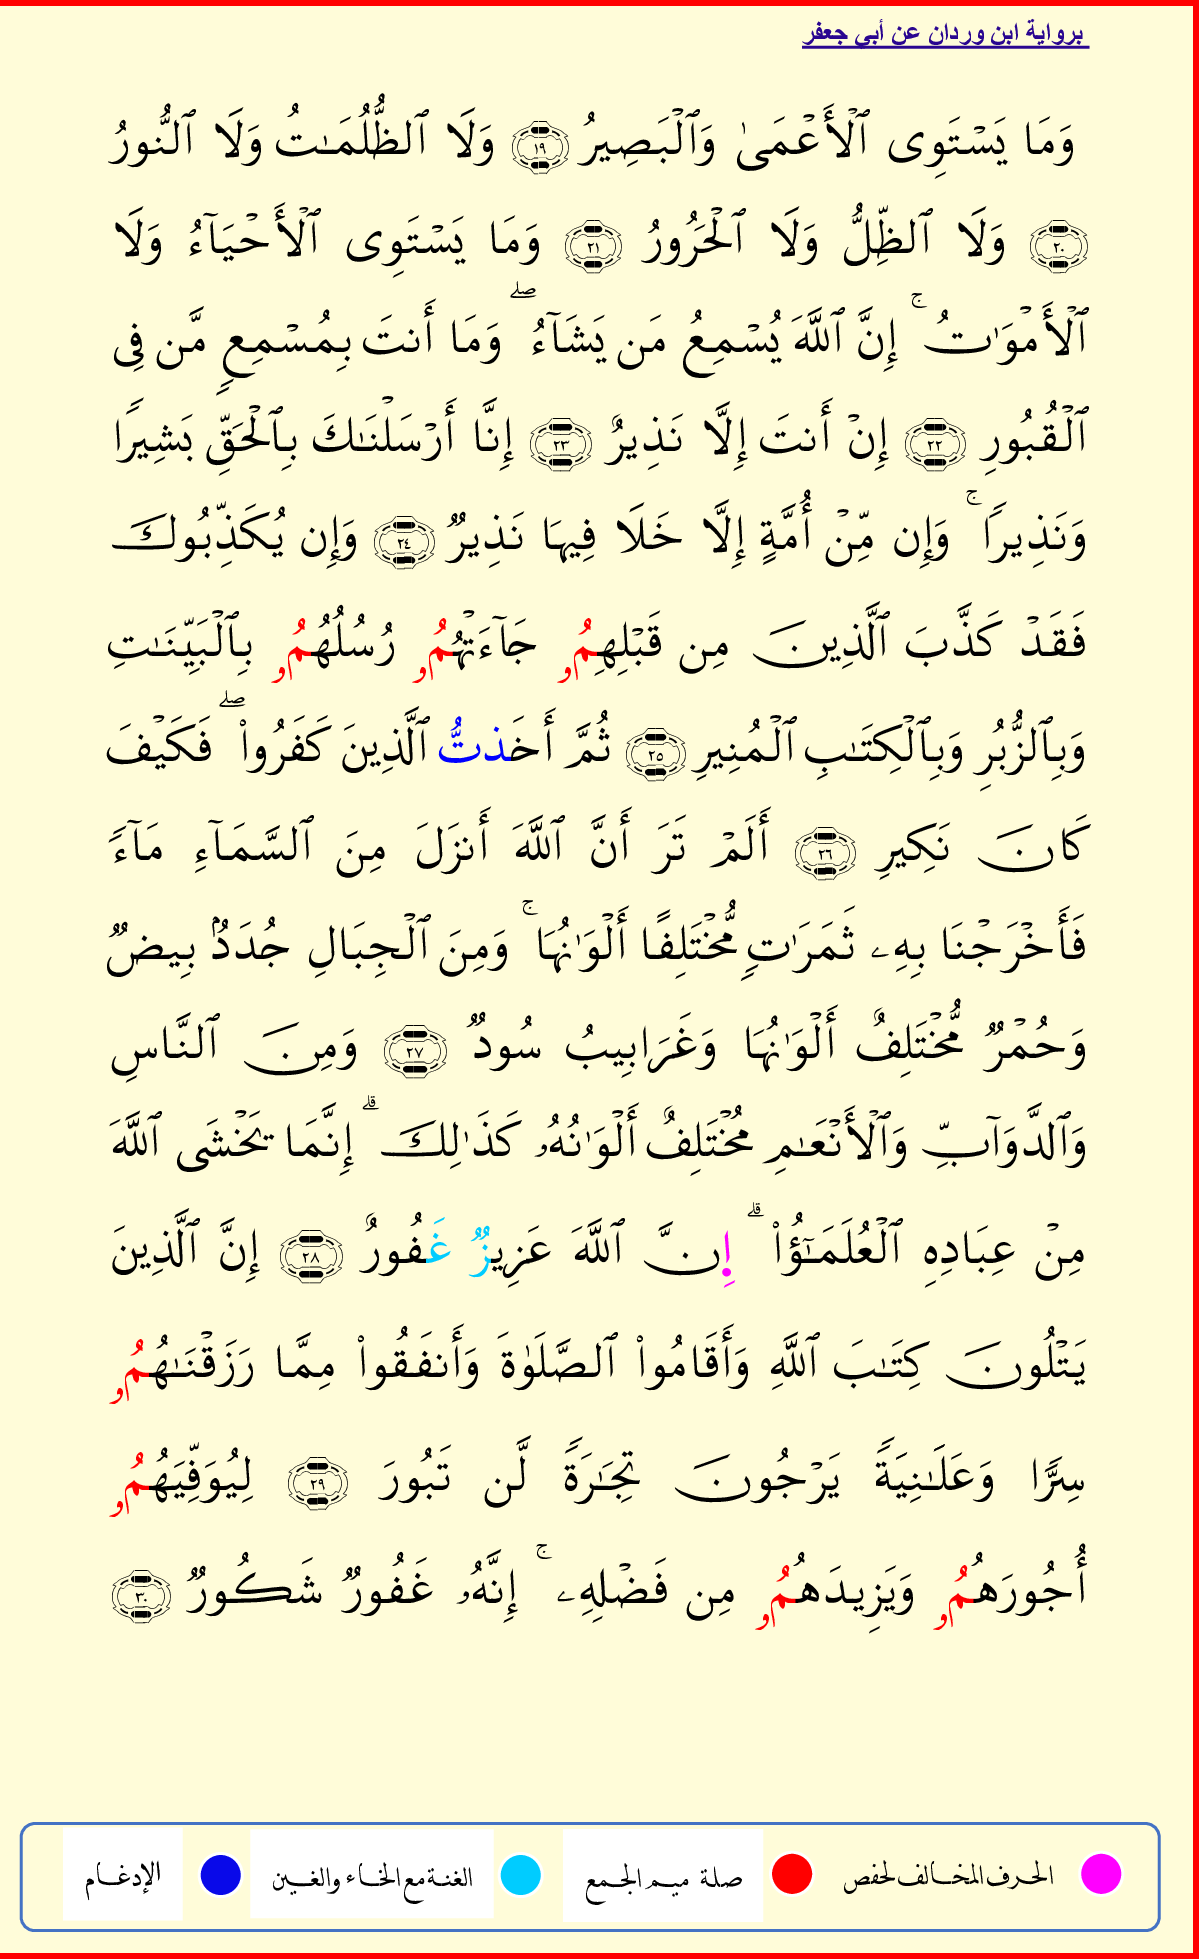 برواية ابن وردان عن أبي جعفر
وَمَا يَسۡتَوِى ٱلۡأَعۡمَىٰ وَٱلۡبَصِيرُ ١٩ وَلَا ٱلظُّلُمَـٰتُ وَلَا ٱلنُّورُ
٢٠ وَلَا ٱلظِّلُّ وَلَا ٱلۡحَرُورُ ٢١ وَمَا يَسۡتَوِى ٱلۡأَحۡيَآءُ وَلَا
ٱلۡأَمۡوَٰتُۚ إِنَّ ٱللَّهَ يُسۡمِعُ مَن يَشَآءُۖ وَمَا أَنتَ بِمُسۡمِعٍ مَّن فِى
ٱلۡقُبُورِ ٢٢ إِنۡ أَنتَ إِلَّا نَذِيرٌ ٢٣ إِنَّا أَرۡسَلۡنَـٰكَ بِٱلۡحَقِّ بَشِيرًا
وَنَذِيرًاۚ وَإِن مِّنۡ أُمَّةٍ إِلَّا خَلَا فِيهَا نَذِيرٌ ٢٤ وَإِن يُكَذِّبُوكَ
فَقَدۡ كَذَّبَ ٱلَّذِينَ مِن قَبۡلِهِمُۥ جَآءَتۡهُمُۥ رُسُلُهُمُۥ بِٱلۡبَيِّنَـٰتِ
وَبِٱلزُّبُرِ وَبِٱلۡكِتَـٰبِ ٱلۡمُنِيرِ ٢٥ ثُمَّ أَخَذتُّ ٱلَّذِينَ كَفَرُواْۖ فَكَيۡفَ
كَانَ نَكِيرِ ٢٦ أَلَمۡ تَرَ أَنَّ ٱللَّهَ أَنزَلَ مِنَ ٱلسَّمَآءِ مَآءً
فَأَخۡرَجۡنَا بِهِۦ ثَمَرَٰتٍ مُّخۡتَلِفًا أَلۡوَٰنُهَاۚ وَمِنَ ٱلۡجِبَالِ جُدَدُۢ بِيضٌ
وَحُمۡرٌ مُّخۡتَلِفٌ أَلۡوَٰنُهَا وَغَرَابِيبُ سُودٌ ٢٧ وَمِنَ ٱلنَّاسِ
وَٱلدَّوَآبِّ وَٱلۡأَنۡعَـٰمِ مُخۡتَلِفٌ أَلۡوَٰنُهُۥ كَذَٰلِكَۗ إِنَّمَا يَخۡشَى ٱللَّهَ
مِنۡ عِبَادِهِ ٱلۡعُلَمَـٰٓؤُاْۗ إِنَّ ٱللَّهَ عَزِيزٌ غَفُورٌ ٢٨ إِنَّ ٱلَّذِينَ
يَتۡلُونَ كِتَـٰبَ ٱللَّهِ وَأَقَامُواْ ٱلصَّلَوٰةَ وَأَنفَقُواْ مِمَّا رَزَقۡنَـٰهُمُۥ
سِرًّا وَعَلَـٰنِيَةً يَرۡجُونَ تِجَـٰرَةً لَّن تَبُورَ ٢٩ لِيُوَفِّيَهُمُۥ
أُجُورَهُمُۥ وَيَزِيدَهُمُۥ مِن فَضۡلِهِۦۚ إِنَّهُۥ غَفُورٌ شَكُورٌ ٣٠
الحرف المخالف لحفص صلة ميم الجمع الغنة مع الخاء والغين الإدغام